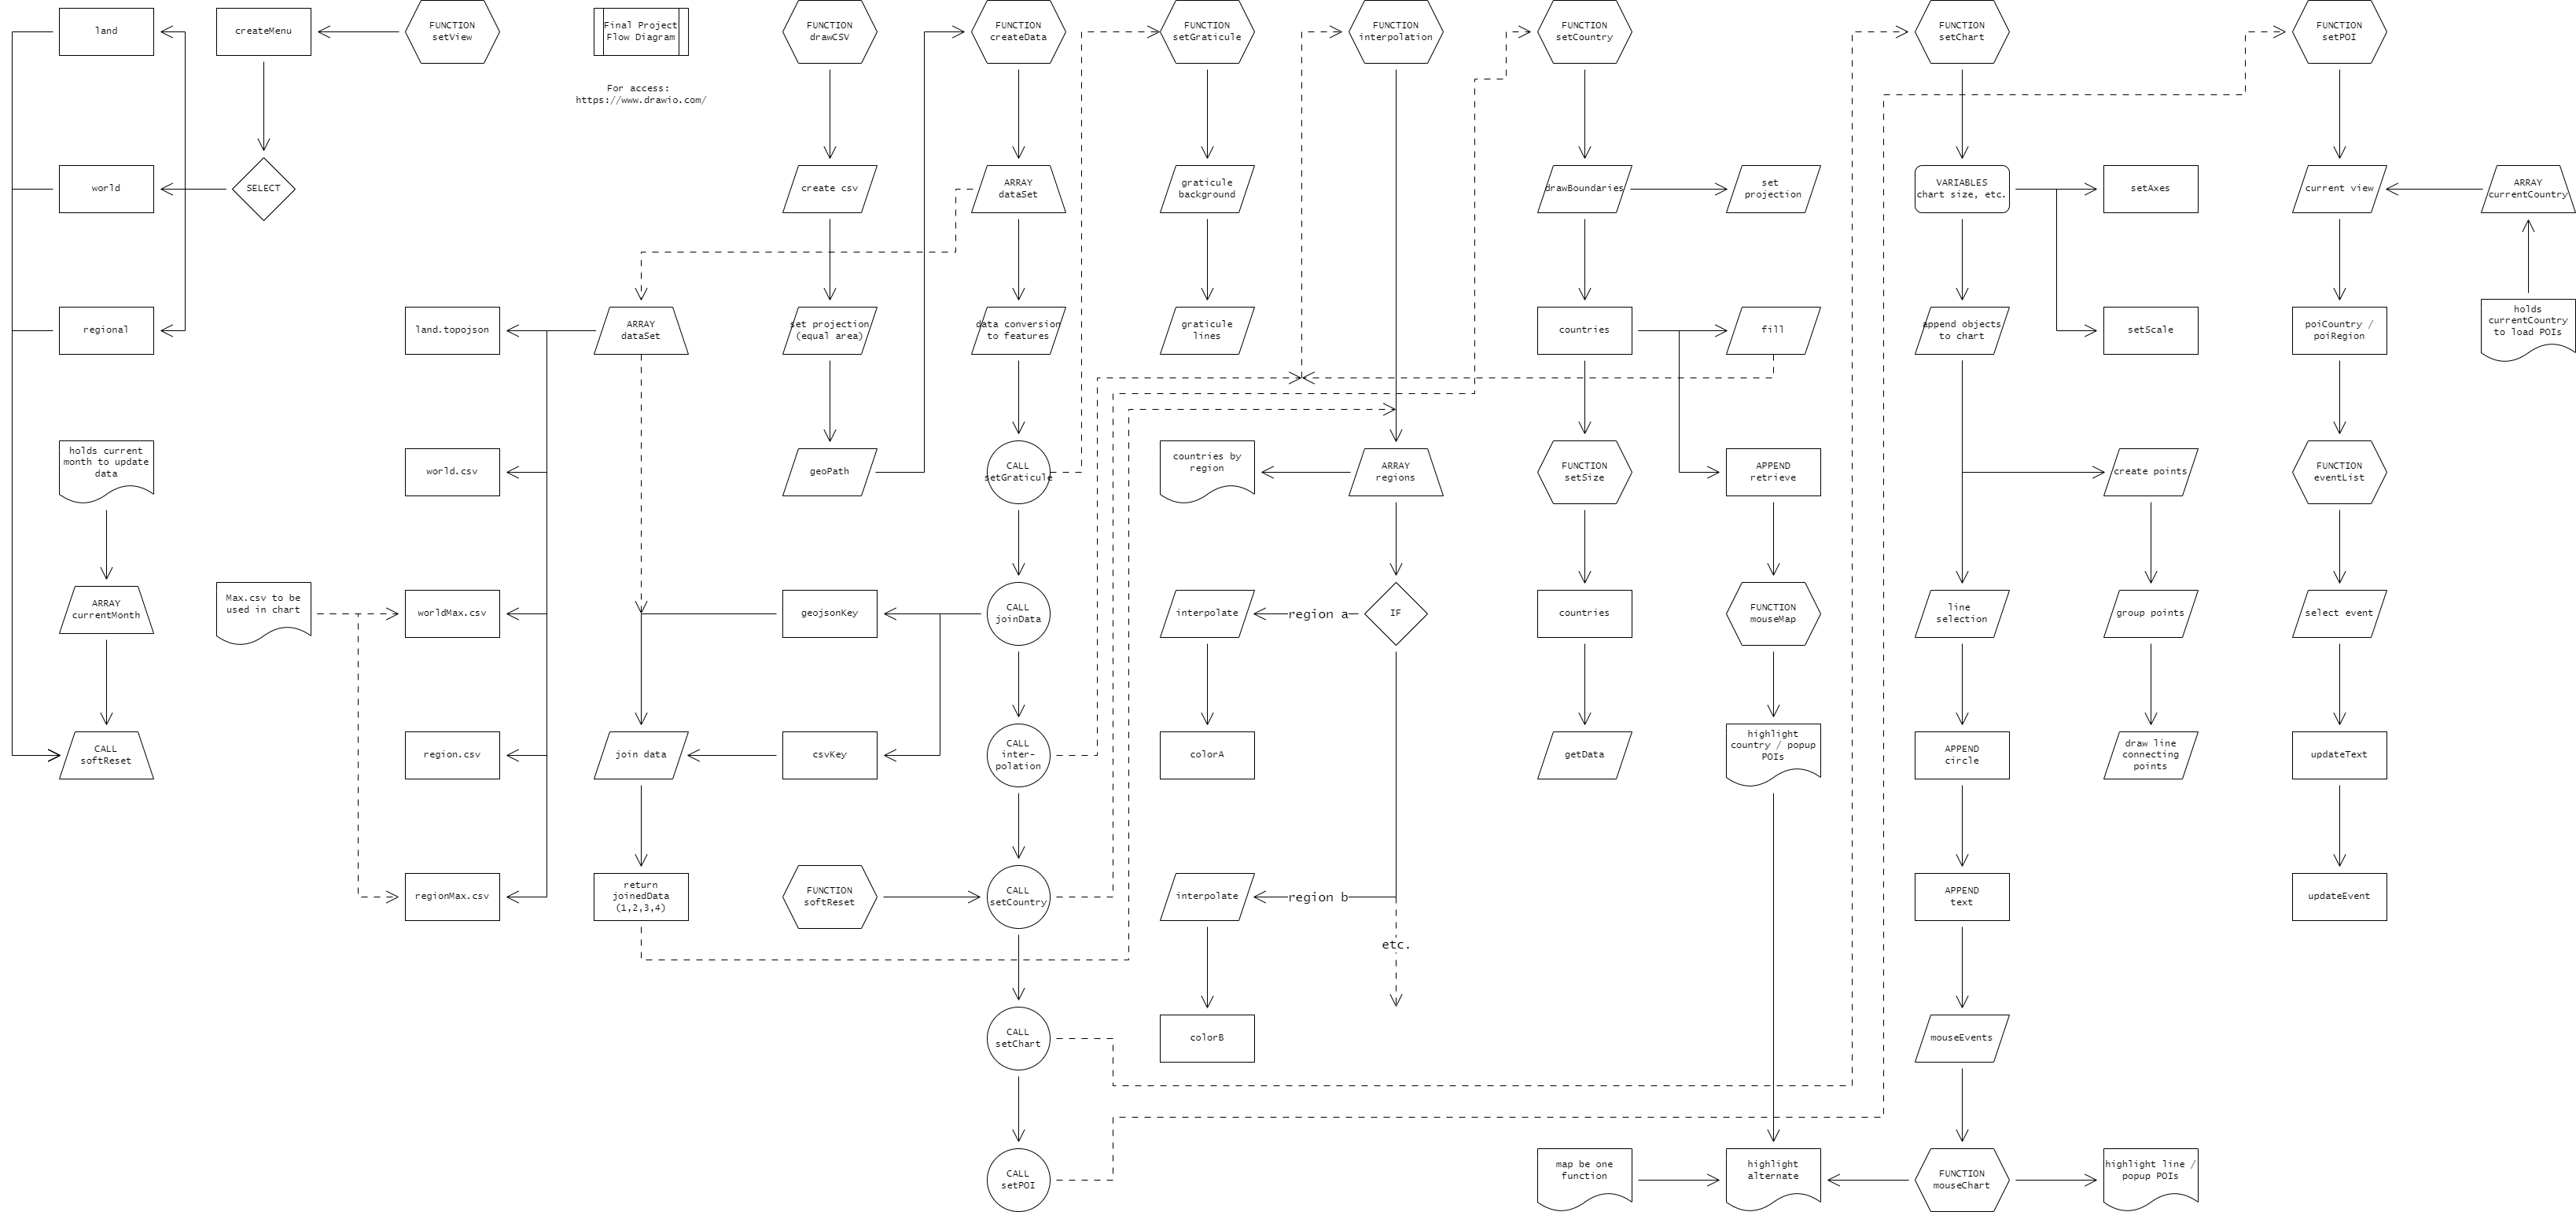 land
createMenu
FUNCTION
setView
Final Project
Flow Diagram
FUNCTION
drawCSV
FUNCTION
createData
FUNCTION
setGraticule
FUNCTION
interpolation
FUNCTION
setCountry
FUNCTION
setChart
FUNCTION
setPOI
For access:
https://www.drawio.com/
world
SELECT
create csv
ARRAY
dataSet
graticule
background
drawBoundaries
set
projection
VARIABLES
chart size, etc.
setAxes
current view
ARRAY
currentCountry
regional
land.topojson
ARRAY
dataSet
set projection
(equal area)
data conversion
to features
graticule
lines
countries
fill
append objects
to chart
setScale
poiCountry /
poiRegion
holds
currentCountry
to load POIs
holds current
month to update
data
world.csv
geoPath
CALL
setGraticule
countries by
region
ARRAY
regions
FUNCTION
setSize
APPEND
retrieve
create points
FUNCTION
eventList
ARRAY
currentMonth
Max.csv to be
used in chart
worldMax.csv
geojsonKey
CALL
joinData
interpolate
region a
IF
countries
FUNCTION
mouseMap
line
selection
group points
select event
CALL
softReset
region.csv
join data
csvKey
CALL
inter-
polation
colorA
getData
highlight
country / popup
POIs
APPEND
circle
draw line
connecting
points
updateText
regionMax.csv
return
joinedData
(1,2,3,4)
FUNCTION
softReset
CALL
setCountry
interpolate
region b
etc.
APPEND
text
updateEvent
CALL
setChart
colorB
mouseEvents
CALL
setPOI
map be one
function
highlight
alternate
FUNCTION
mouseChart
highlight line /
popup POIs